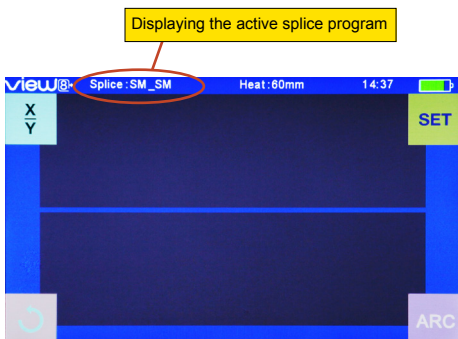 Displaying the active splice program
view8+ Splice:SM_SM Heat:60mm 14:37
X
Y
SET
ARC